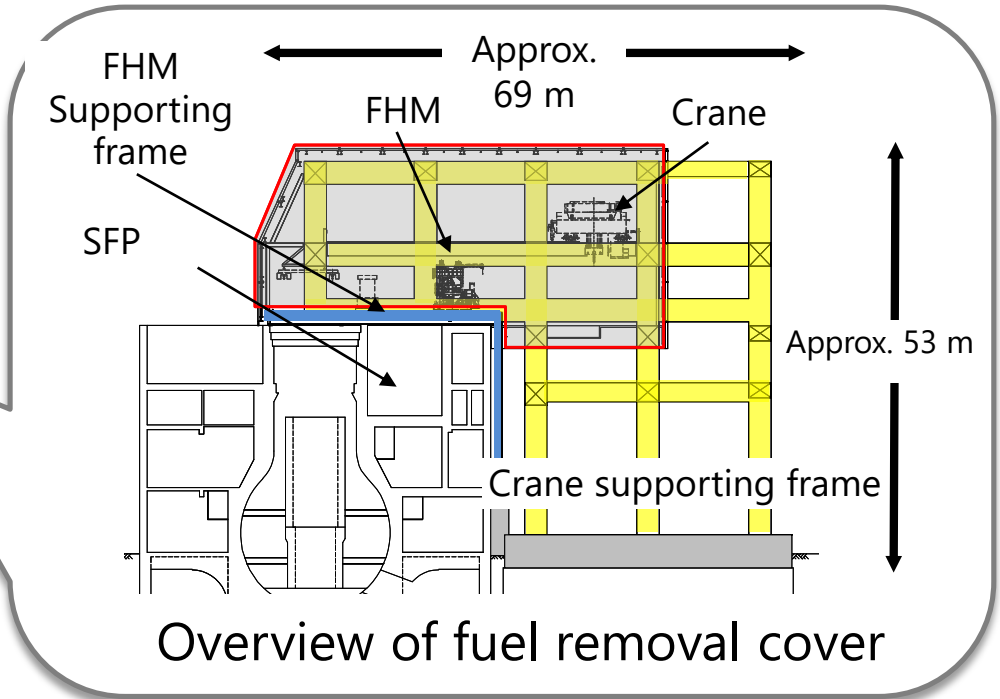 Approx.
69 m
FHM
Supporting
frame
FHM
Crane
SFP
Approx. 53 m
Crane supporting frame
Overview of fuel removal cover